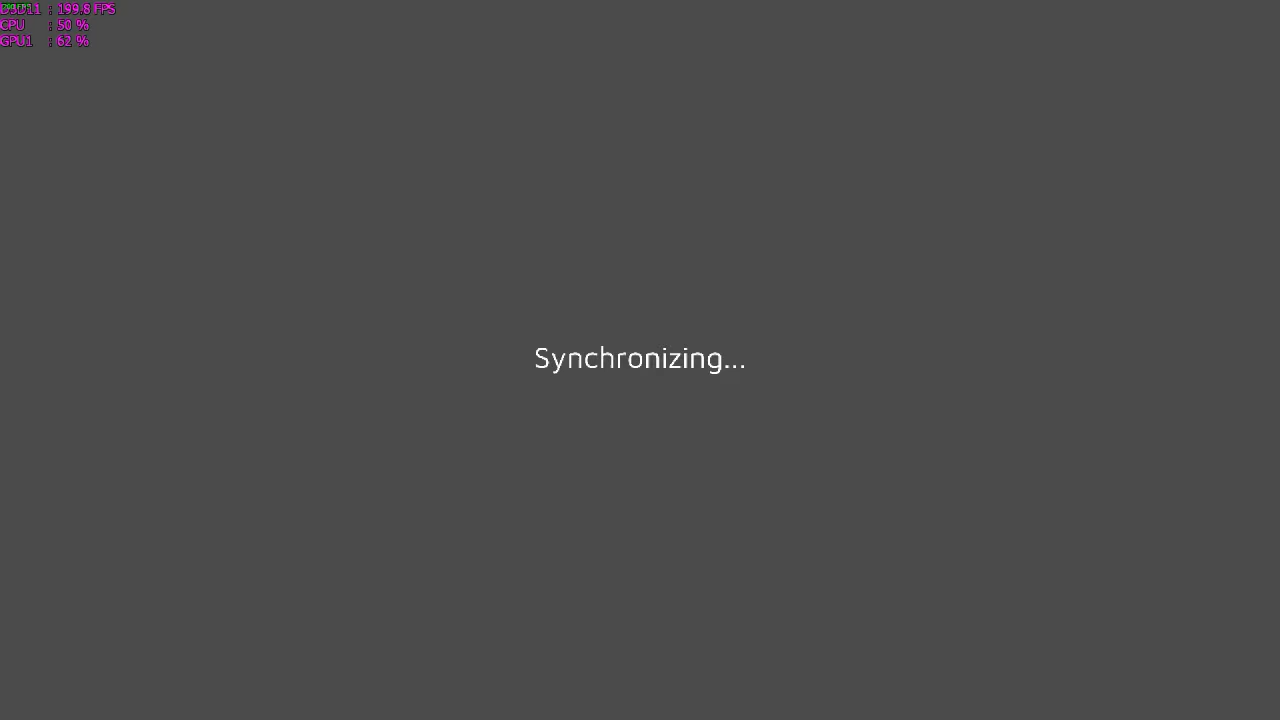 D3D11 : 199.8 FPS
CPU : 50 %
GPU1 : 62 %
Synchronizing...